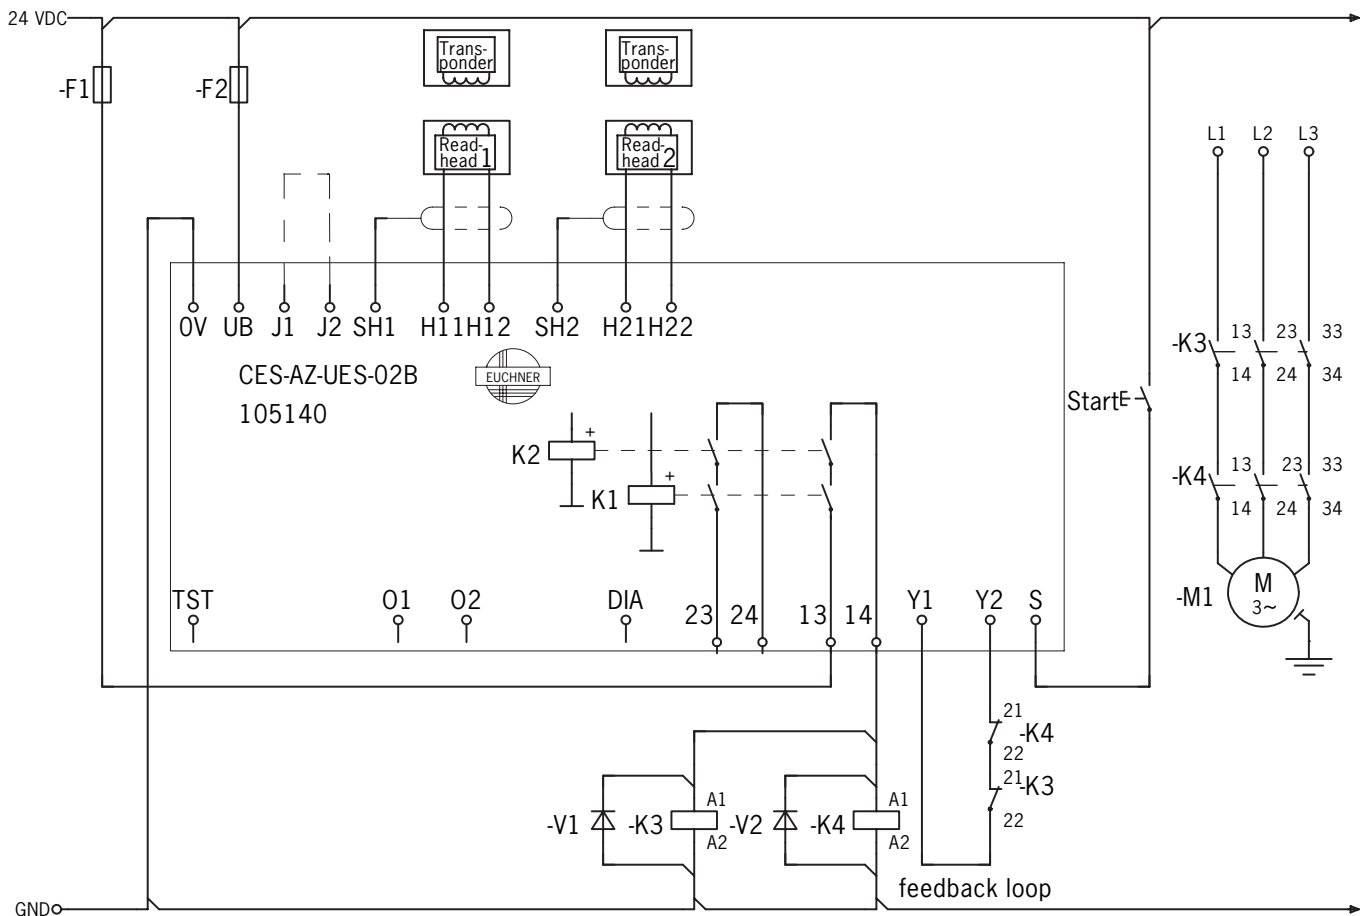 24 VDC
-F1
-F2
Trans-
ponder
Trans-
ponder
Read-
head 1
Read-
head 2
L1 L2 L3
0V UB J1 J2 SH1 H11 H12 SH2 H21 H22
CES-AZ-UES-02B
105140
EUCHNER
-K3
13 23 33
14 24 34
StartE
K2 +
K1 +
-K4
13 23 33
14 24 34
-M1
M
3~
TST O1 O2 DIA 23 24 13 14 Y1 Y2 S
21
-K4
22
21
-K3
22
-V1 -K3 A1
A2
-V2 -K4 A1
A2
feedback loop
GND